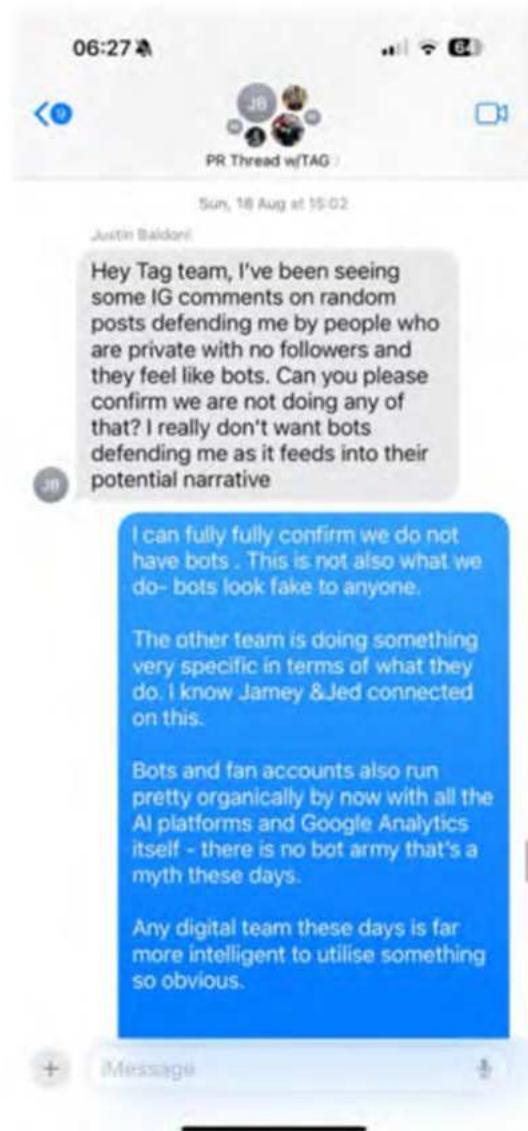 06:27
64
9
JB
PR Thread w/TAG
Sun, 18 Aug at 15:02
Justin Baldoni
Hey Tag team, I've been seeing
some IG comments on random
posts defending me by people who
are private with no followers and
they feel like bots. Can you please
confirm we are not doing any of
that? I really don't want bots
defending me as it feeds into their
potential narrative
JB
I can fully fully confirm we do not
have bots . This is not also what we
do- bots look fake to anyone.
The other team is doing something
very specific in terms of what they
do. I know Jamey &Jed connected
on this.
Bots and fan accounts also run
pretty organically by now with all the
AI platforms and Google Analytics
itself - there is no bot army that's a
myth these days.
Any digital team these days is far
more intelligent to utilise something
so obvious.
iMessage